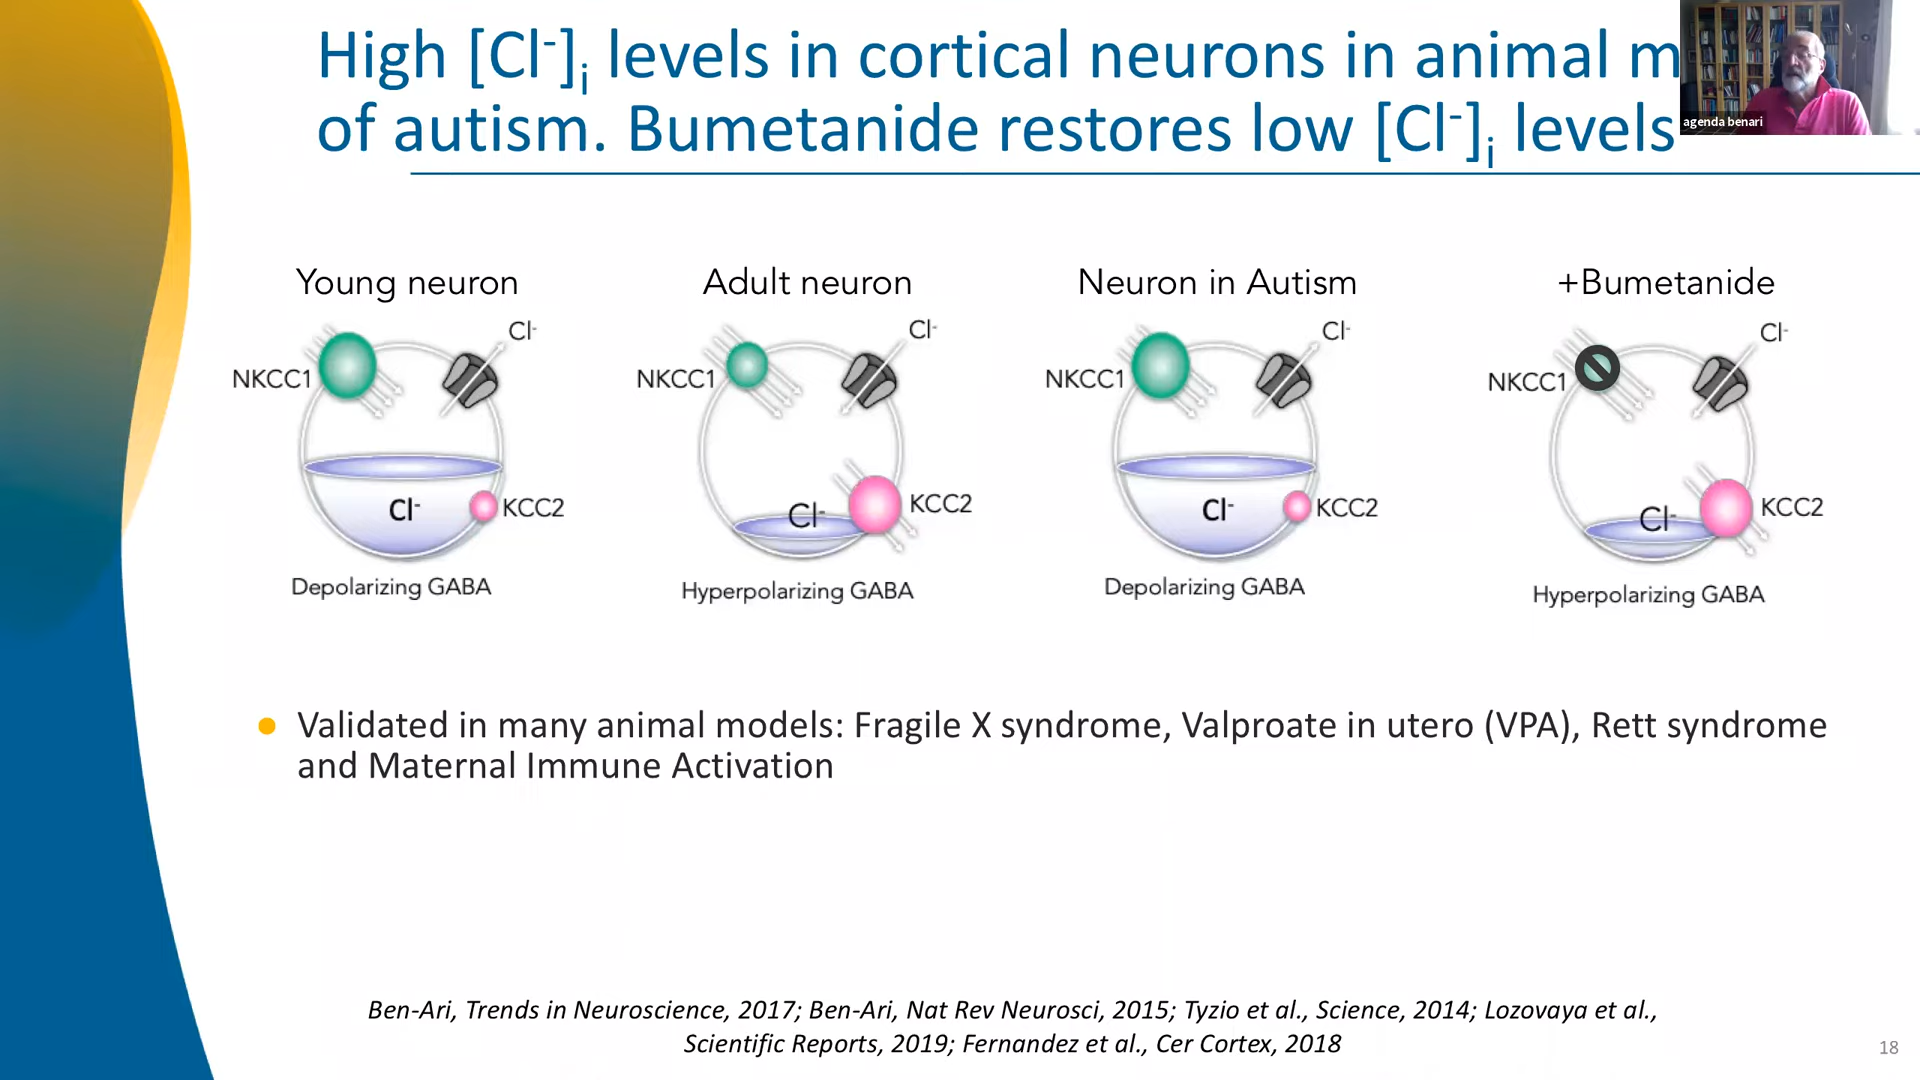 High [Cl⁻]ᵢ levels in cortical neurons in animal m
of autism. Bumetanide restores low [Cl⁻]ᵢ levels
agenda benari
Young neuron
Adult neuron
Neuron in Autism
+Bumetanide
Cl⁻
Cl⁻
Cl⁻
Cl⁻
NKCC1
NKCC1
NKCC1
NKCC1
Cl⁻
KCC2
Cl⁻
KCC2
Cl⁻
KCC2
Cl⁻
KCC2
Depolarizing GABA
Hyperpolarizing GABA
Depolarizing GABA
Hyperpolarizing GABA
● Validated in many animal models: Fragile X syndrome, Valproate in utero (VPA), Rett syndrome
and Maternal Immune Activation
Ben-Ari, Trends in Neuroscience, 2017; Ben-Ari, Nat Rev Neurosci, 2015; Tyzio et al., Science, 2014; Lozovaya et al.,
Scientific Reports, 2019; Fernandez et al., Cer Cortex, 2018
18